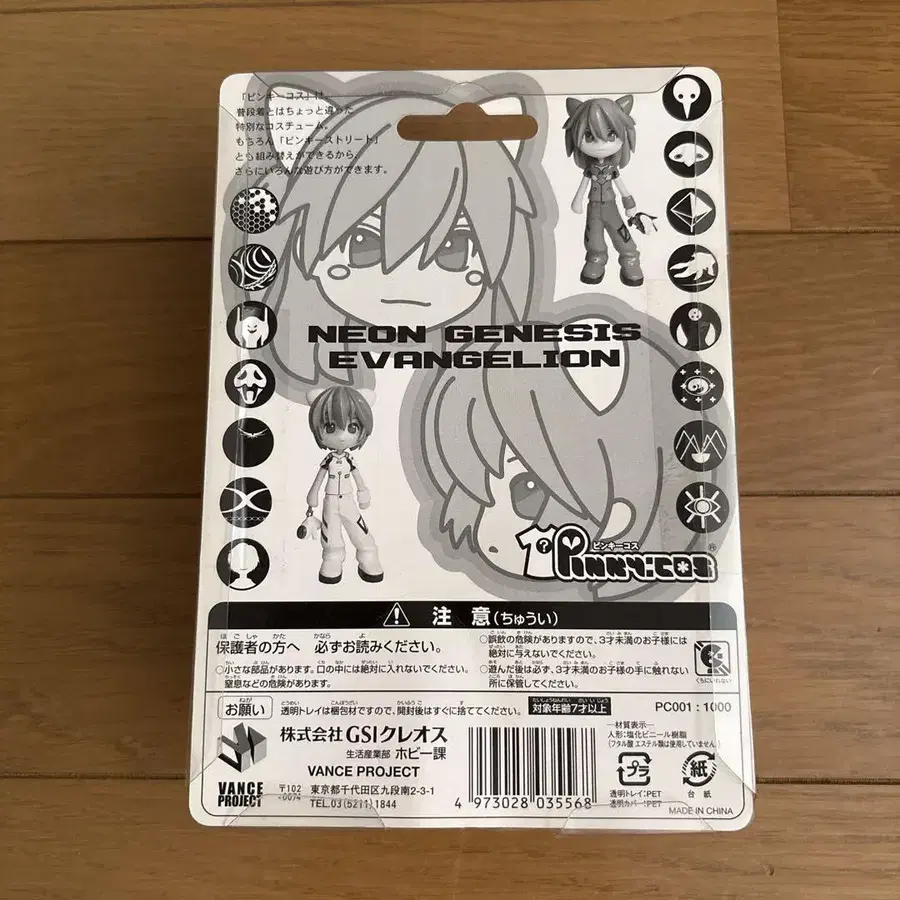 「ピンキーコス」は、
普段着とはちょっと違った
特別なコスチューム。
もちろん「ピンキーストリート」
とも組み替えができるから、
さらにいろんな遊び方ができます。
NEON GENESIS
EVANGELION
?
ピンキーコス
PINKY:COS®
注意(ちゅうい)
保護者の方へ 必ずお読みください。
○小さな部品があります。口の中には絶対に入れないでください。
窒息などの危険があります。
○誤飲の危険がありますので、3才未満のお子様には
絶対に与えないでください。
○遊んだ後は必ず、3才未満のお子様の手に触れない
所に保管してください。
くちにいれない
お願い 透明トレイは梱包材ですので、開封後はすぐに捨ててください。
対象年齢7才以上
PC001:1000
VANCE
PROJECT
株式会社GSIクレオス
生活産業部 ホビー課
VANCE PROJECT
〒102-0074 東京都千代田区九段南2-3-1
TEL.03(5211)1844
4 973028 035568
—材質表示—
人形:塩化ビニール樹脂
(フタル酸エステル類は使用していません)
プラ
透明トレイ:PET
透明カバー:PET
紙
台紙
MADE IN CHINA